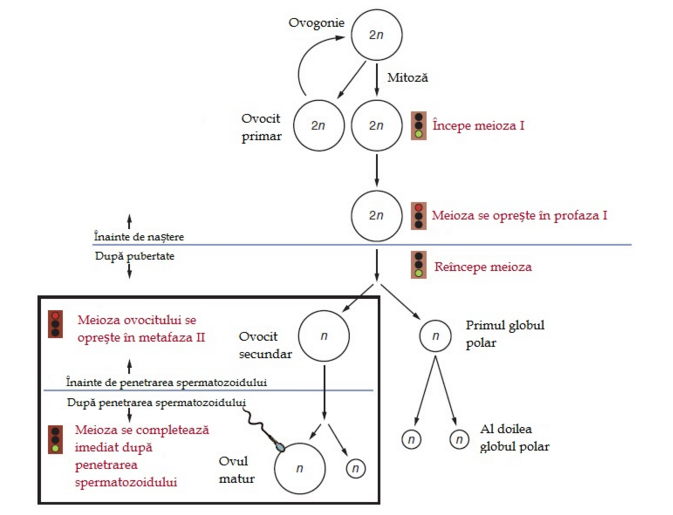 Ovogonie
2n
Mitoză
Ovocit
primar
2n
2n
Începe meioza I
2n
Meioza se oprește în profaza I
Înainte de naștere
După pubertate
Reîncepe meioza
Meioza ovocitului se
oprește în metafaza II
Ovocit
secundar
n
n
Primul globul
polar
Înainte de penetrarea spermatozoidului
După penetrarea spermatozoidului
Meioza se completează
imediat după
penetrarea
spermatozoidului
Ovul
matur
n
n
n
n
Al doilea
globul polar